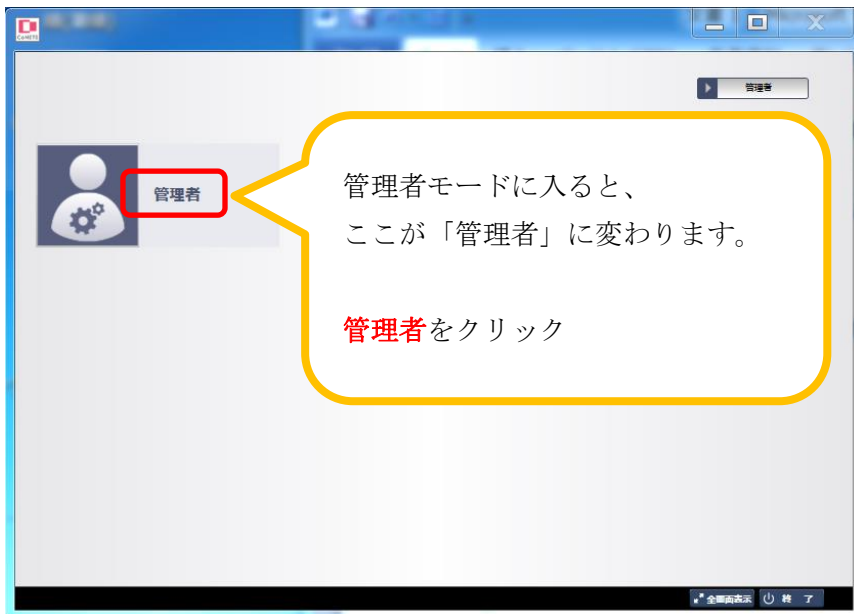 CoMETE
管理者
管理者
管理者モードに入ると、
ここが「管理者」に変わります。
管理者をクリック
全画面表示
終 了